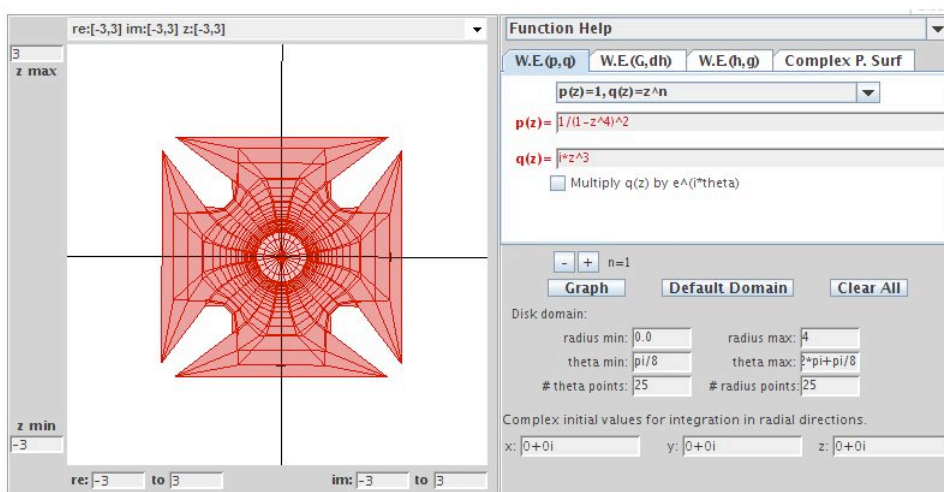 re:[-3,3] im:[-3,3] z:[-3,3]
3
z max
z min
-3
re: -3 to 3 im: -3 to 3
Function Help
W.E.(p,q) W.E.(G,dh) W.E.(h,g) Complex P. Surf
p(z)=1, q(z)=z^n
p(z)= 1/(1-z^4)^2
q(z)= i*z^3
Multiply q(z) by e^(i*theta)
- + n=1
Graph Default Domain Clear All
Disk domain:
radius min: 0.0 radius max: 4
theta min: pi/8 theta max: 2*pi+pi/8
# theta points: 25 # radius points: 25
Complex initial values for integration in radial directions.
x: 0+0i y: 0+0i z: 0+0i